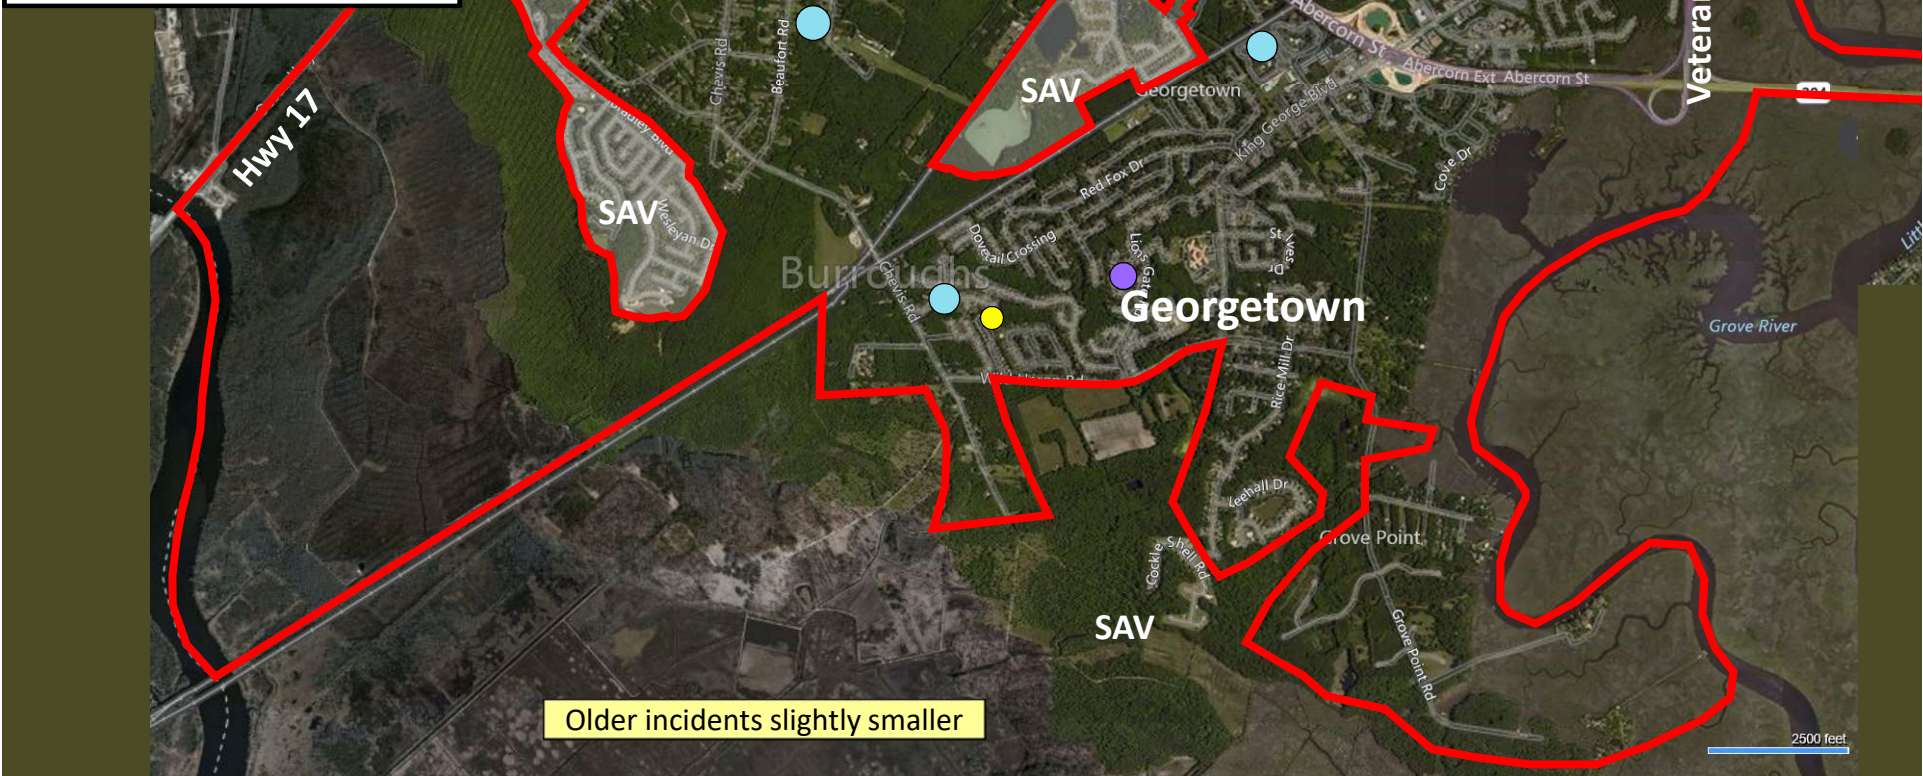 Abercorn St
Abercorn Ext
Abercorn St
Vetera
Chevis Rd
Beaufort Rd
Hwy 17
SAV
Georgetown
King George Blvd
Bradley Blvd
SAV
Wesleyan Dr
Red Fox Dr
Cove Dr
Dovetail Crossing
St Ives Dr
Burroughs
Chevis Rd
Georgetown
Grove River
Rice Mill Dr
Leehall Dr
Grove Point
Cockle Shell Rd
SAV
Grove Point Rd
Older incidents slightly smaller
2500 feet